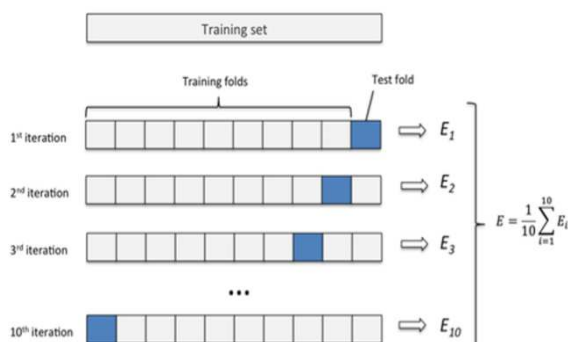 Training set
Training folds
Test fold
1st iteration
E1
2nd iteration
E2
3rd iteration
E3
...
10th iteration
E10
E = 1/10 ∑ i=1 10 Ei